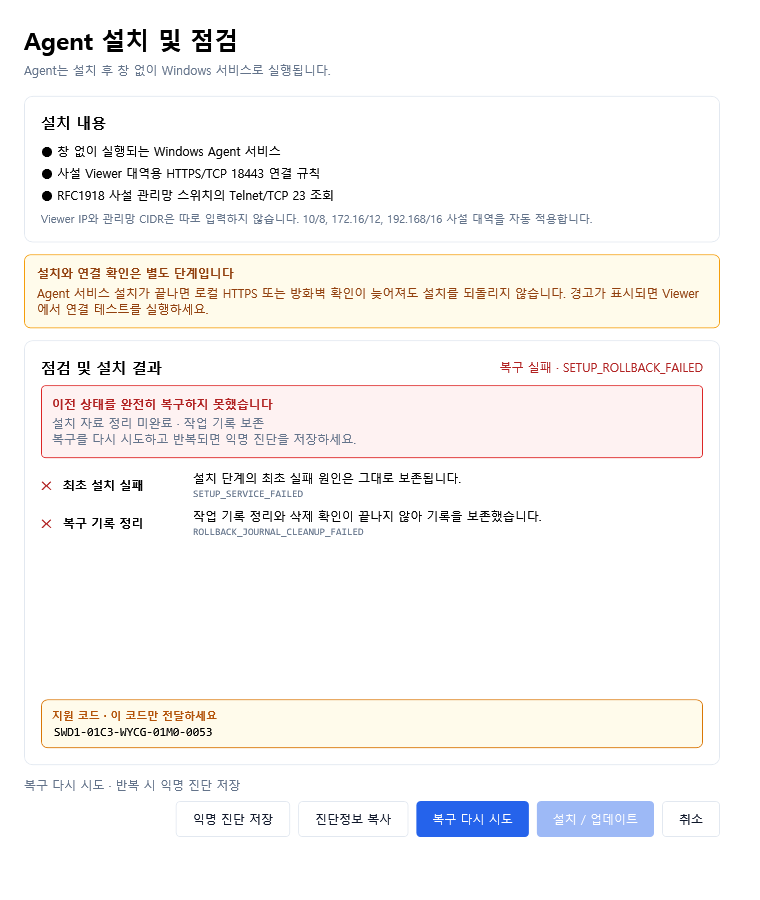 Agent 설치 및 점검
Agent는 설치 후 창 없이 Windows 서비스로 실행됩니다.
설치 내용
● 창 없이 실행되는 Windows Agent 서비스
● 사설 Viewer 대역용 HTTPS/TCP 18443 연결 규칙
● RFC1918 사설 관리망 스위치의 Telnet/TCP 23 조회
Viewer IP와 관리망 CIDR은 따로 입력하지 않습니다. 10/8, 172.16/12, 192.168/16 사설 대역을 자동 적용합니다.
설치와 연결 확인은 별도 단계입니다
Agent 서비스 설치가 끝나면 로컬 HTTPS 또는 방화벽 확인이 늦어져도 설치를 되돌리지 않습니다. 경고가 표시되면 Viewer
에서 연결 테스트를 실행하세요.
점검 및 설치 결과
복구 실패 · SETUP_ROLLBACK_FAILED
이전 상태를 완전히 복구하지 못했습니다
설치 자료 정리 미완료 · 작업 기록 보존
복구를 다시 시도하고 반복되면 익명 진단을 저장하세요.
✕ 최초 설치 실패
설치 단계의 최초 실패 원인은 그대로 보존됩니다.
SETUP_SERVICE_FAILED
✕ 복구 기록 정리
작업 기록 정리와 삭제 확인이 끝나지 않아 기록을 보존했습니다.
ROLLBACK_JOURNAL_CLEANUP_FAILED
지원 코드 · 이 코드만 전달하세요
SWD1-01C3-WYCG-01M0-0053
복구 다시 시도 · 반복 시 익명 진단 저장
익명 진단 저장
진단정보 복사
복구 다시 시도
설치 / 업데이트
취소